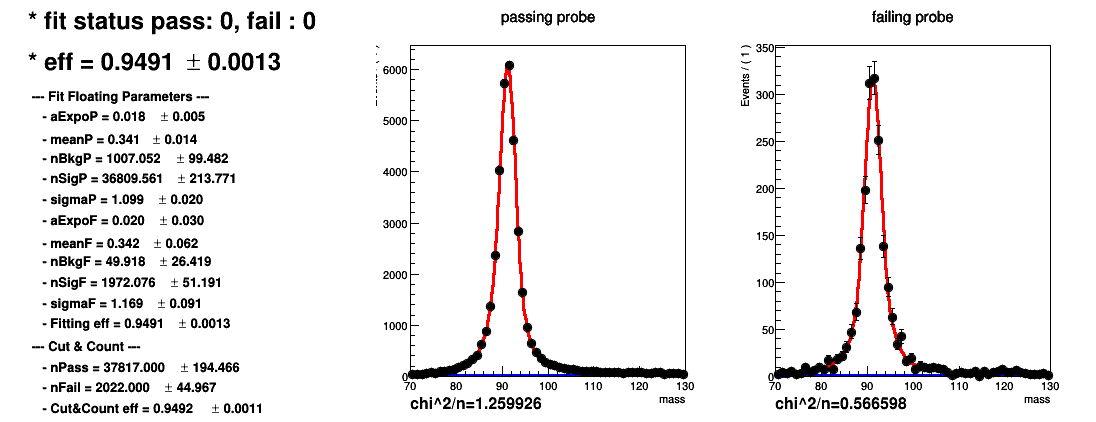 * fit status pass: 0, fail : 0
* eff = 0.9491 ± 0.0013
--- Fit Floating Parameters ---
- aExpoP = 0.018 ± 0.005
- meanP = 0.341 ± 0.014
- nBkgP = 1007.052 ± 99.482
- nSigP = 36809.561 ± 213.771
- sigmaP = 1.099 ± 0.020
- aExpoF = 0.020 ± 0.030
- meanF = 0.342 ± 0.062
- nBkgF = 49.918 ± 26.419
- nSigF = 1972.076 ± 51.191
- sigmaF = 1.169 ± 0.091
- Fitting eff = 0.9491 ± 0.0013
--- Cut & Count ---
- nPass = 37817.000 ± 194.466
- nFail = 2022.000 ± 44.967
- Cut&Count eff = 0.9492 ± 0.0011
passing probe
6000
5000
4000
3000
2000
1000
0
70 80 90 100 110 120 130
mass
chi^2/n=1.259926
failing probe
Events / ( 1 )
350
300
250
200
150
100
50
0
70 80 90 100 110 120 130
mass
chi^2/n=0.566598